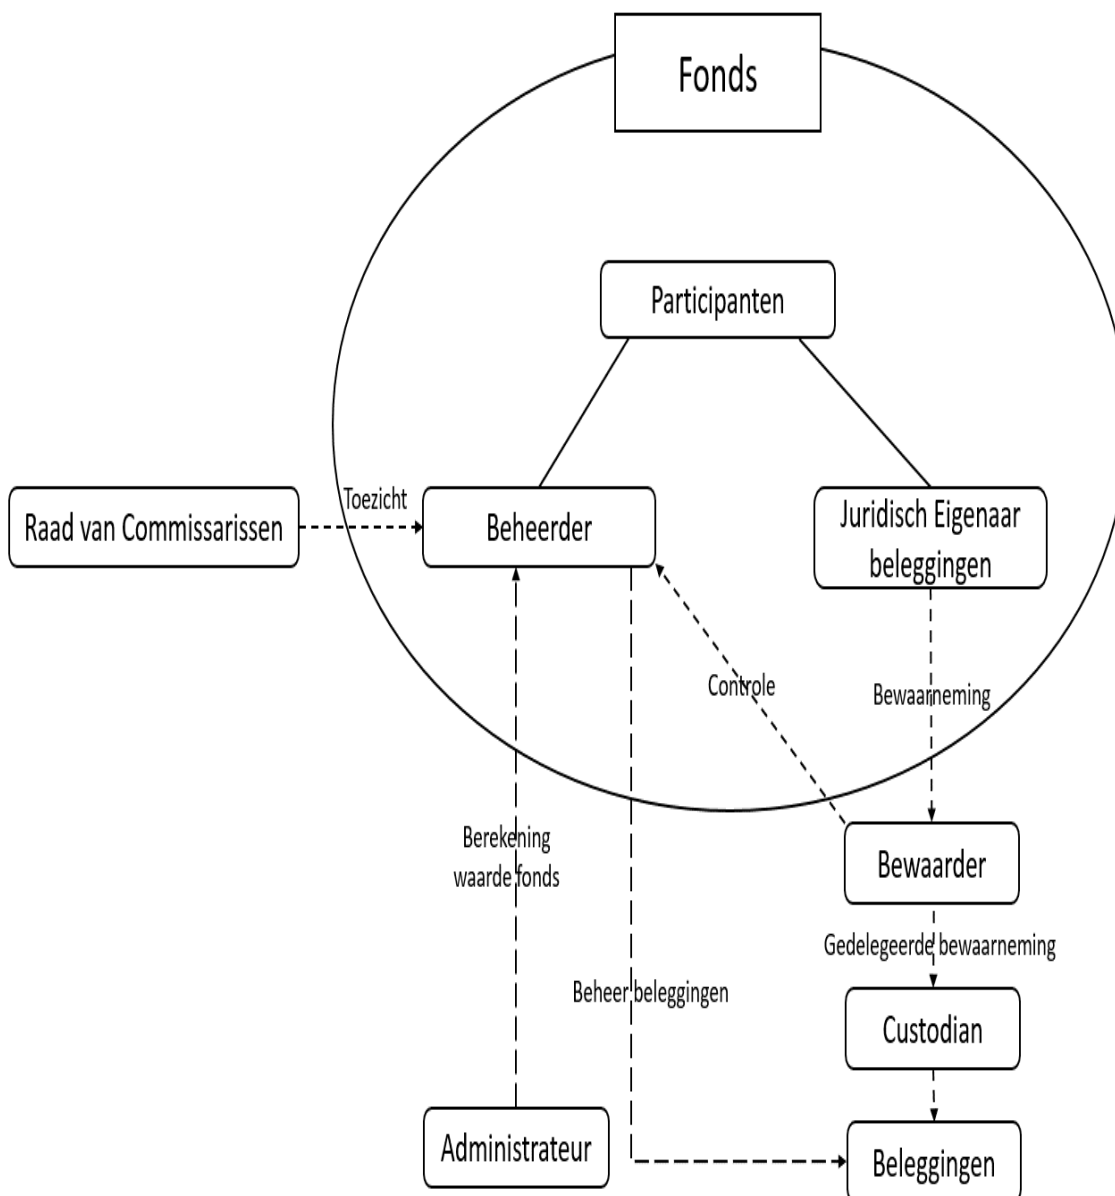 Fonds
Participanten
Raad van Commissarissen
Toezicht
Beheerder
Juridisch Eigenaar
beleggingen
Controle
Bewaarneming
Berekening
waarde fonds
Bewaarder
Gedelegeerde bewaarneming
Beheer beleggingen
Custodian
Administrateur
Beleggingen